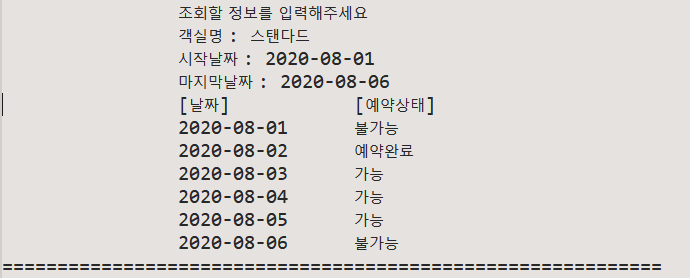 조회할 정보를 입력해주세요
객실명 : 스탠다드
시작날짜 : 2020-08-01
마지막날짜 : 2020-08-06
[날짜] [예약상태]
2020-08-01 불가능
2020-08-02 예약완료
2020-08-03 가능
2020-08-04 가능
2020-08-05 가능
2020-08-06 불가능
============================================================